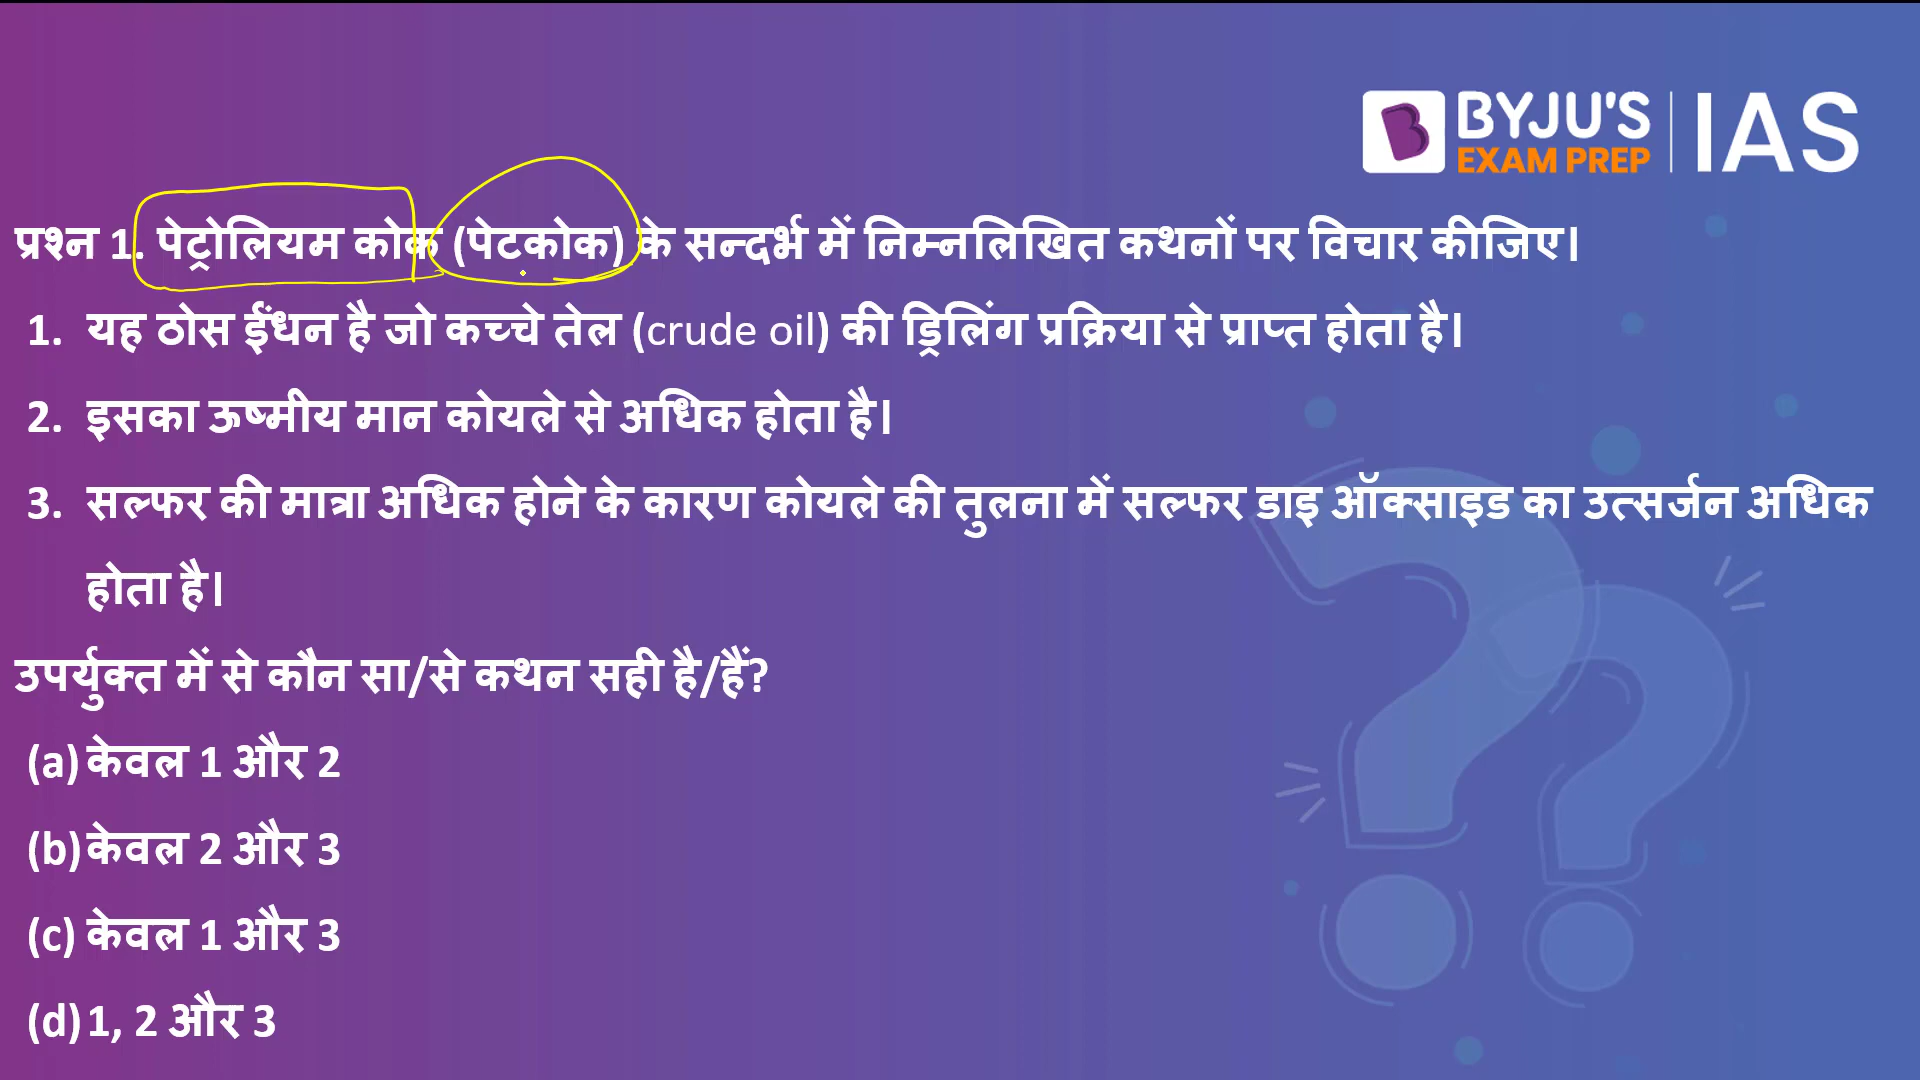 BYJU'S
EXAM PREP
IAS
प्रश्न 1. पेट्रोलियम कोक (पेटकोक) के सन्दर्भ में निम्नलिखित कथनों पर विचार कीजिए।
1. यह ठोस ईंधन है जो कच्चे तेल (crude oil) की ड्रिलिंग प्रक्रिया से प्राप्त होता है।
2. इसका ऊष्मीय मान कोयले से अधिक होता है।
3. सल्फर की मात्रा अधिक होने के कारण कोयले की तुलना में सल्फर डाइ ऑक्साइड का उत्सर्जन अधिक
होता है।
उपर्युक्त में से कौन सा/से कथन सही है/हैं?
(a) केवल 1 और 2
(b) केवल 2 और 3
(c) केवल 1 और 3
(d) 1, 2 और 3